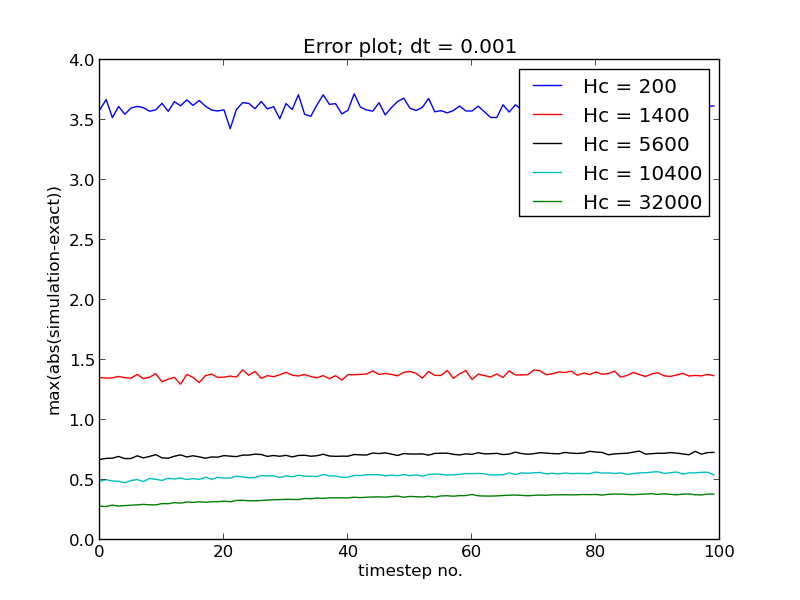 Error plot; dt = 0.001
4.0
3.5
3.0
2.5
2.0
1.5
1.0
0.5
0.0
max(abs(simulation-exact))
Hc = 200
Hc = 1400
Hc = 5600
Hc = 10400
Hc = 32000
0 20 40 60 80 100
timestep no.